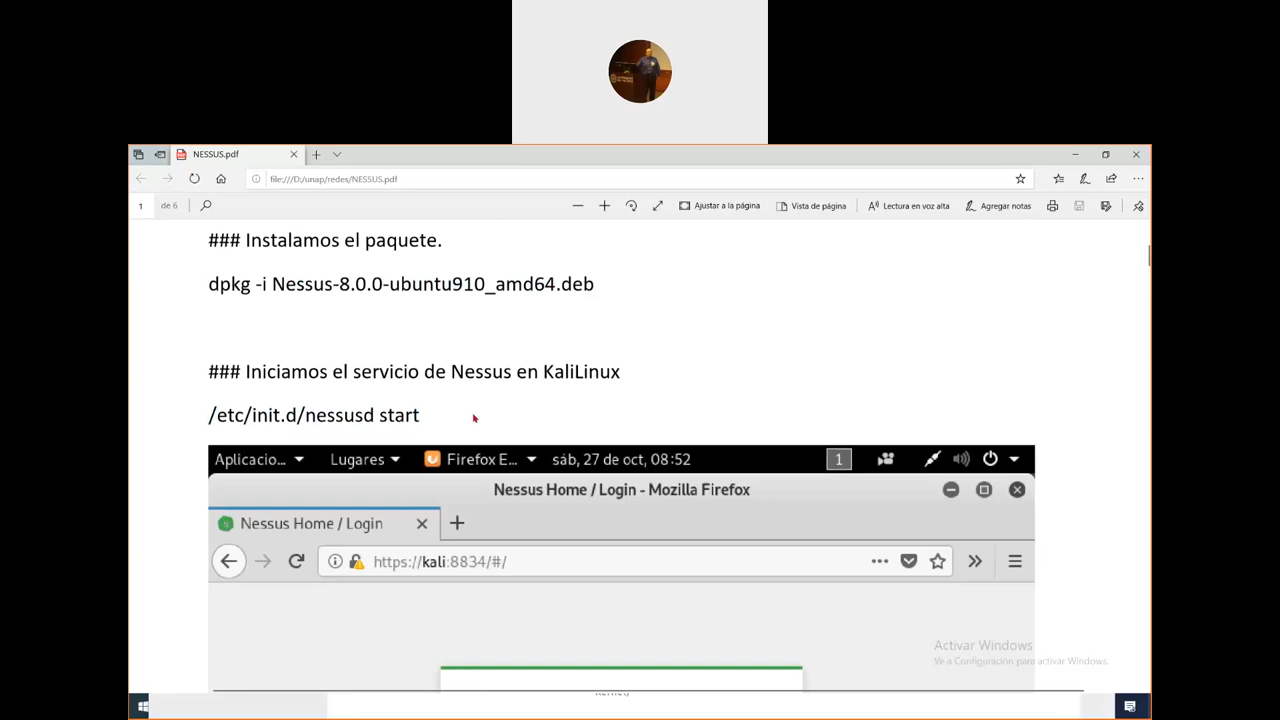 NESSUS.pdf
file:///D:/unap/redes/NESSUS.pdf
1 de 6 Ajustar a la página Vista de página Lectura en voz alta Agregar notas
### Instalamos el paquete.
dpkg -i Nessus-8.0.0-ubuntu910_amd64.deb
### Iniciamos el servicio de Nessus en KaliLinux
/etc/init.d/nessusd start
Aplicacio... Lugares Firefox E... sáb, 27 de oct, 08:52 1
Nessus Home / Login - Mozilla Firefox
Nessus Home / Login
https://kali:8834/#/
Activar Windows
Ve a Configuración para activar Windows.